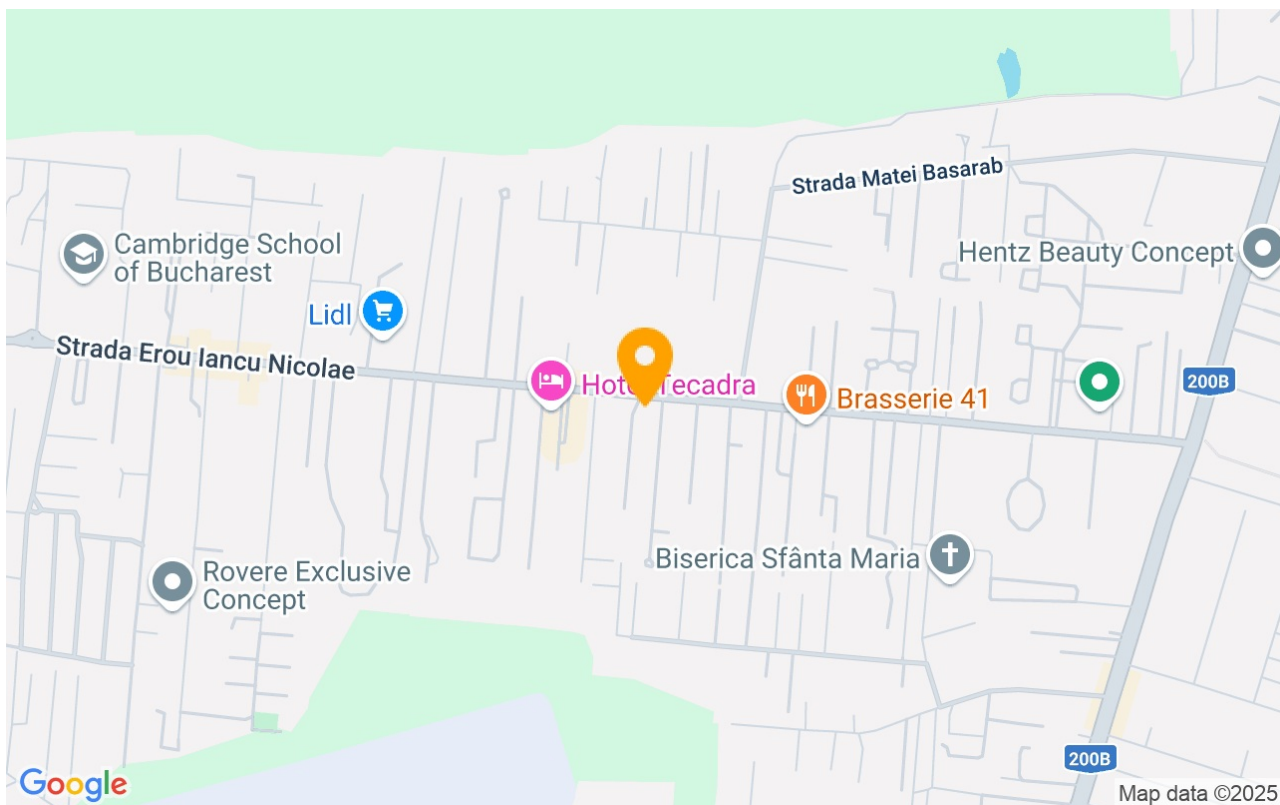 Strada Matei Basarab
Cambridge School
of Bucharest
Hentz Beauty Concept
Lidl
Strada Erou Iancu Nicolae
Hotel Tecadra
200B
Brasserie 41
Biserica Sfânta Maria
Rovere Exclusive
Concept
200B
Google
Map data ©2025